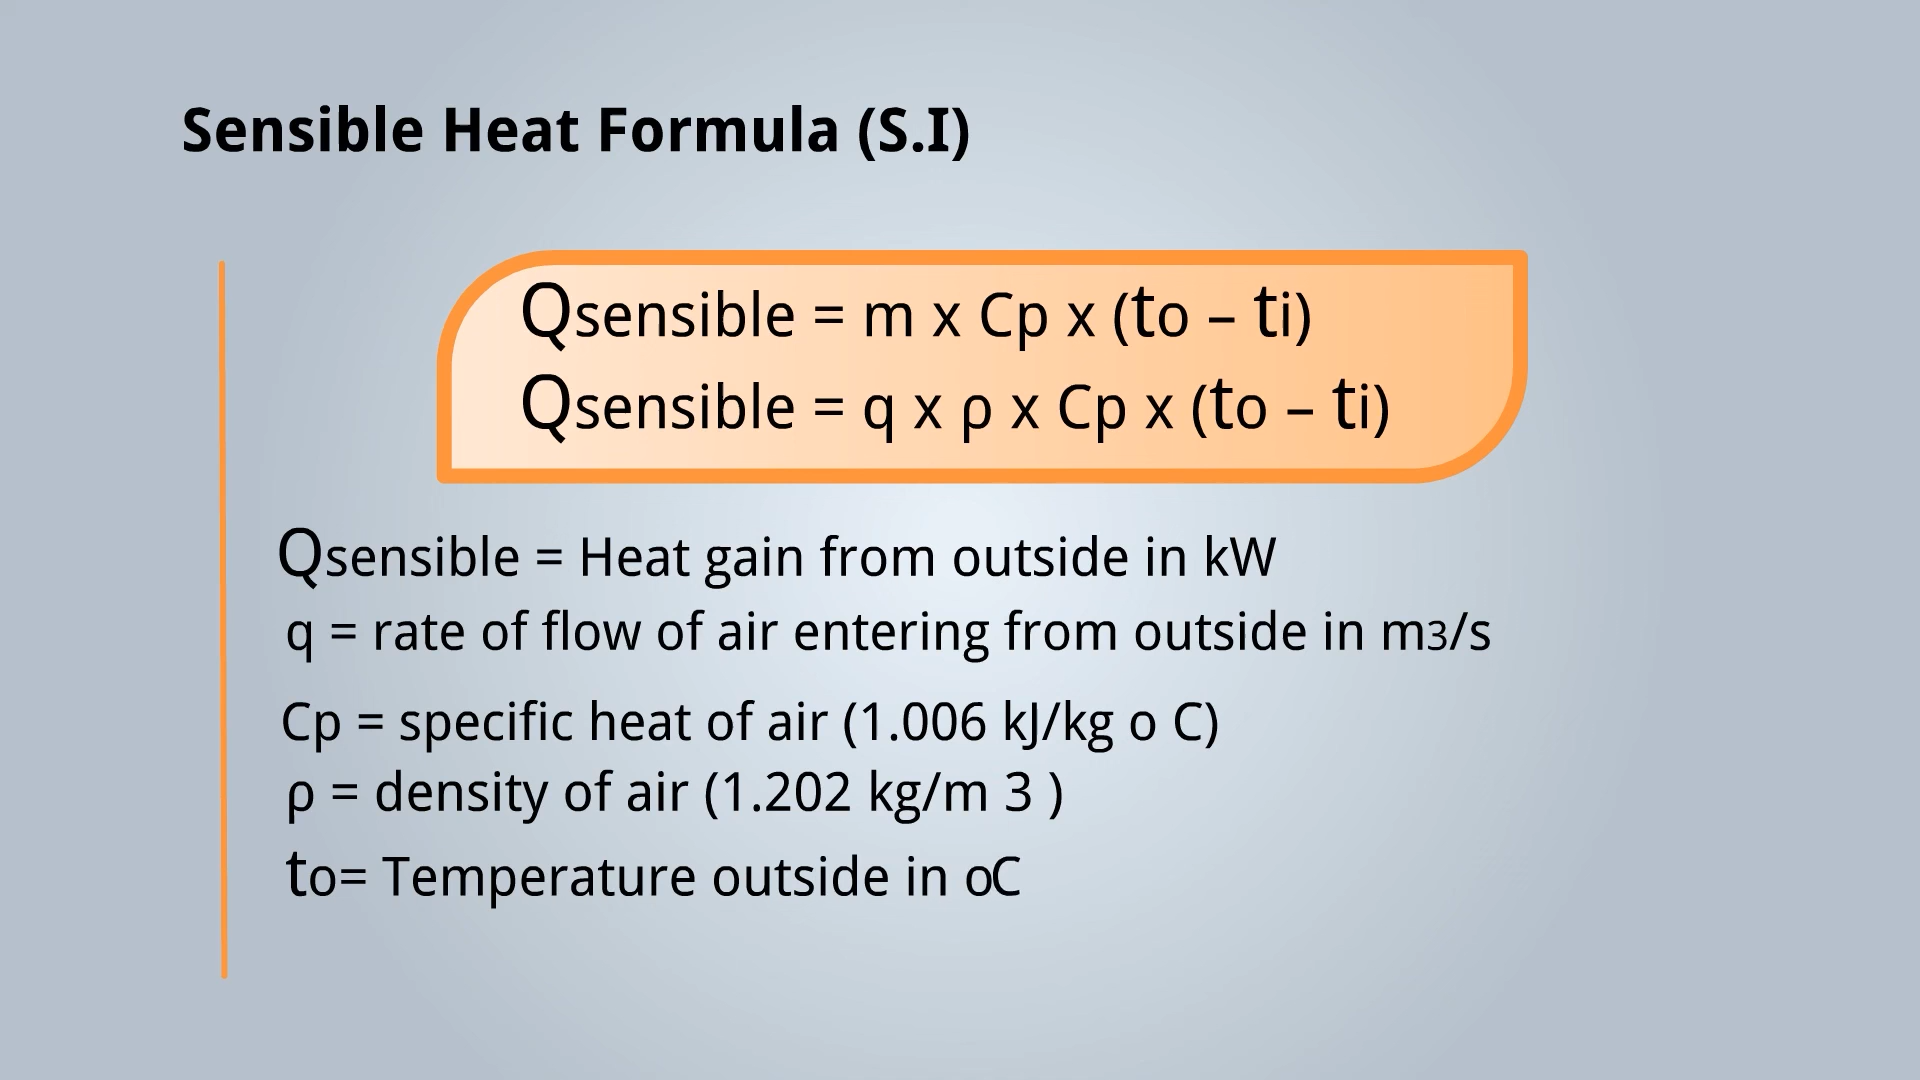 Sensible Heat Formula (S.I)
Qsensible = m x Cp x (to – ti)
Qsensible = q x ρ x Cp x (to – ti)
Qsensible = Heat gain from outside in kW
q = rate of flow of air entering from outside in m3/s
Cp = specific heat of air (1.006 kJ/kg o C)
ρ = density of air (1.202 kg/m 3 )
to= Temperature outside in oC